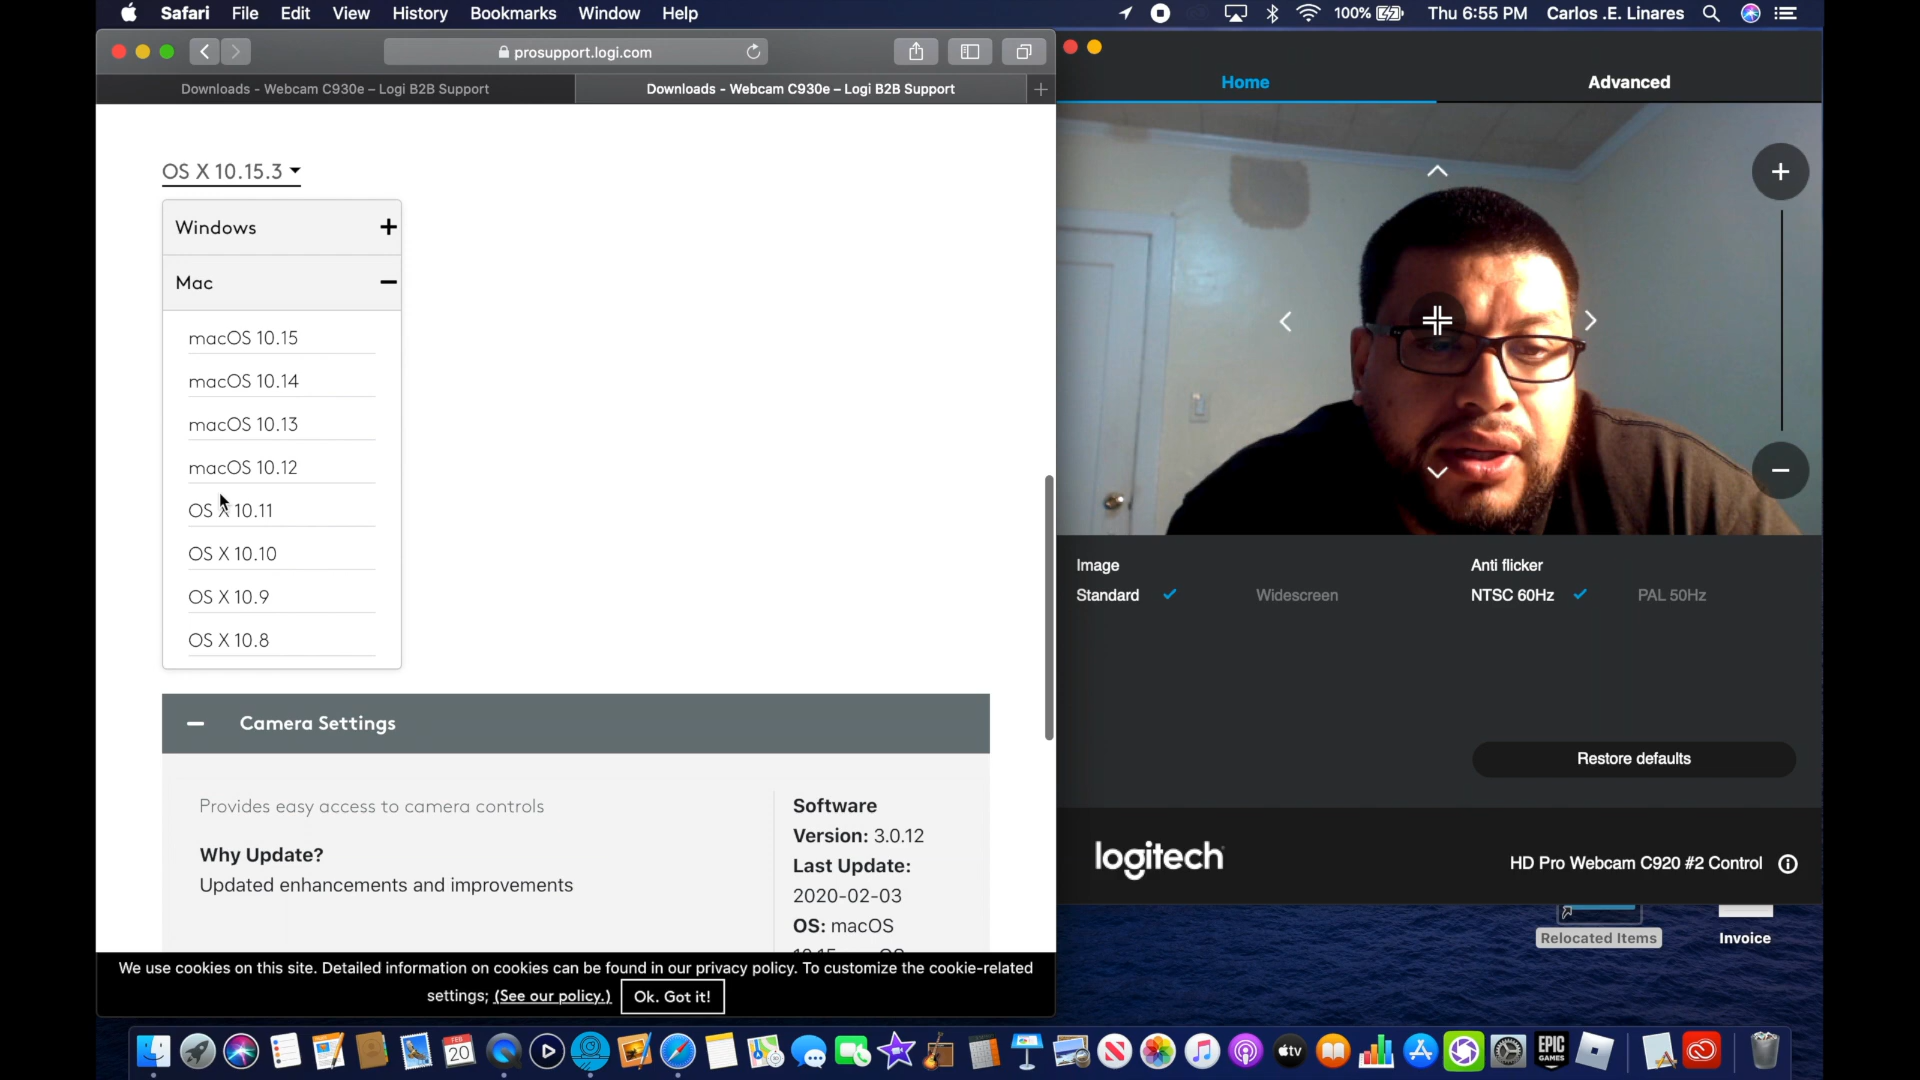 Safari File Edit View History Bookmarks Window Help
100% Thu 6:55 PM Carlos .E. Linares
prosupport.logi.com
Downloads - Webcam C930e – Logi B2B Support
Downloads - Webcam C930e – Logi B2B Support
OS X 10.15.3
Windows
Mac
macOS 10.15
macOS 10.14
macOS 10.13
macOS 10.12
OS X 10.11
OS X 10.10
OS X 10.9
OS X 10.8
Camera Settings
Provides easy access to camera controls
Why Update?
Updated enhancements and improvements
Software
Version: 3.0.12
Last Update:
2020-02-03
OS: macOS
We use cookies on this site. Detailed information on cookies can be found in our privacy policy. To customize the cookie-related
settings; (See our policy.) Ok. Got it!
Home Advanced
Image
Standard Widescreen
Anti flicker
NTSC 60Hz PAL 50Hz
Restore defaults
logitech
HD Pro Webcam C920 #2 Control
Relocated Items
Invoice
FEB
20
tv
EPIC
GAMES